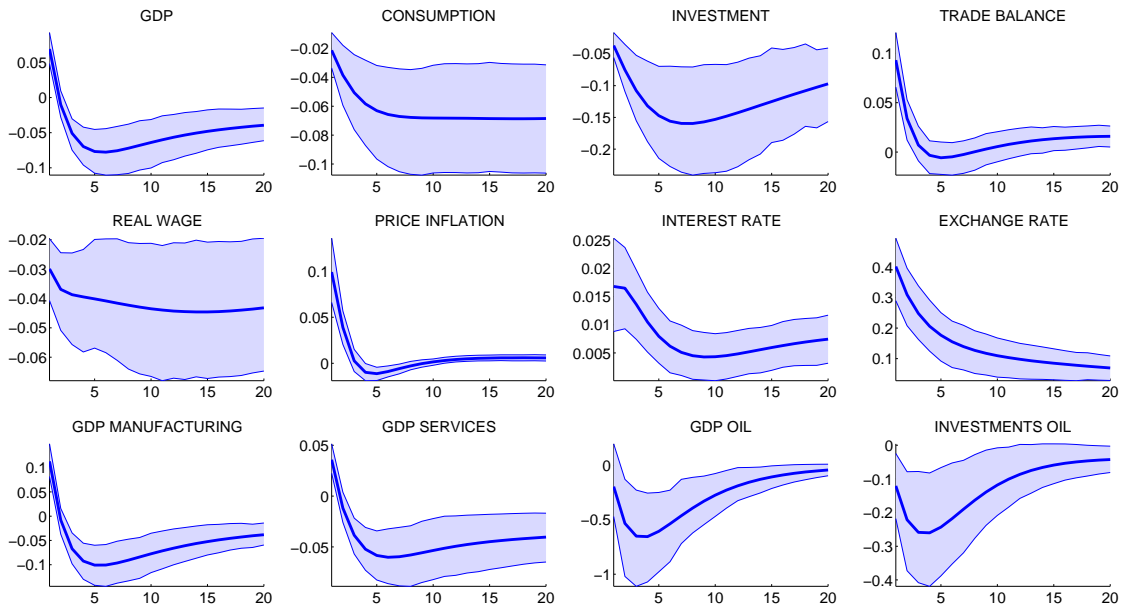 GDP
0.05
0
−0.05
−0.1
5 10 15 20
CONSUMPTION
−0.02
−0.04
−0.06
−0.08
−0.1
5 10 15 20
INVESTMENT
−0.05
−0.1
−0.15
−0.2
5 10 15 20
TRADE BALANCE
0.1
0.05
0
5 10 15 20
REAL WAGE
−0.02
−0.03
−0.04
−0.05
−0.06
5 10 15 20
PRICE INFLATION
0.1
0.05
0
5 10 15 20
INTEREST RATE
0.025
0.02
0.015
0.01
0.005
5 10 15 20
EXCHANGE RATE
0.4
0.3
0.2
0.1
5 10 15 20
GDP MANUFACTURING
0.1
0.05
0
−0.05
−0.1
5 10 15 20
GDP SERVICES
0.05
0
−0.05
5 10 15 20
GDP OIL
0
−0.5
−1
5 10 15 20
INVESTMENTS OIL
0
−0.1
−0.2
−0.3
−0.4
5 10 15 20